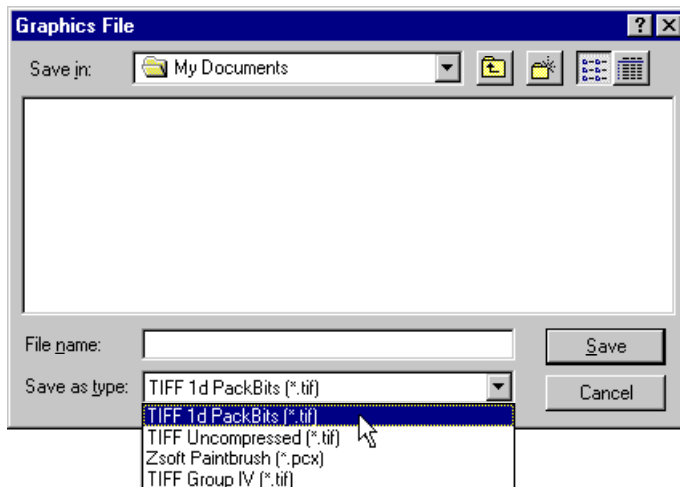 Graphics File
Save in: My Documents
File name: Save
Save as type: TIFF 1d PackBits (*.tif) Cancel
TIFF 1d PackBits (*.tif)
TIFF Uncompressed (*.tif)
Zsoft Paintbrush (*.pcx)
TIFF Group IV (*.tif)